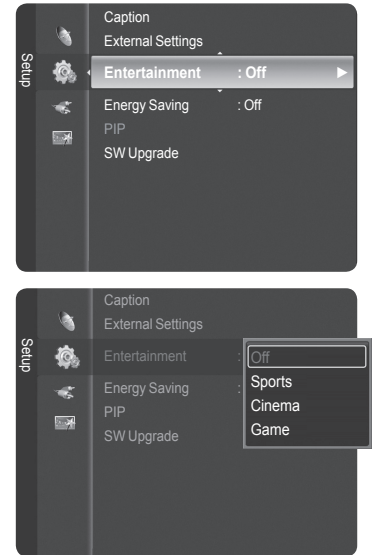 Setup
Caption
External Settings
Entertainment : Off
Energy Saving : Off
PIP
SW Upgrade
Setup
Caption
External Settings
Entertainment :
Energy Saving :
PIP
SW Upgrade
Off
Sports
Cinema
Game